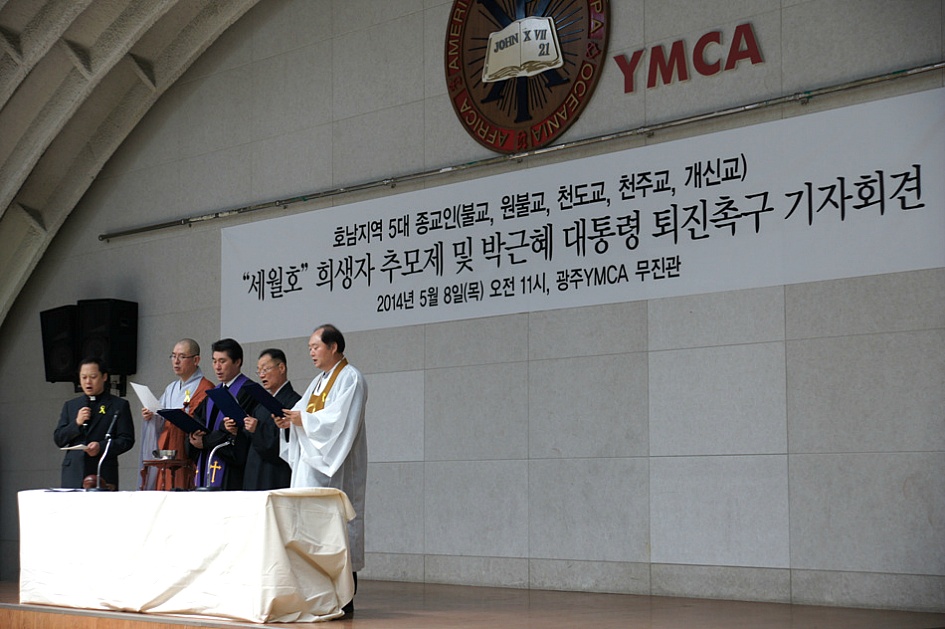 AMERICA
EUROPA
OCEANIA
AFRICA
JOHN X VII
21
YMCA
호남지역 5대 종교인(불교, 원불교, 천도교, 천주교, 개신교)
“세월호” 희생자 추모제 및 박근혜 대통령 퇴진촉구 기자회견
2014년 5월 8일(목) 오전 11시, 광주YMCA 무진관